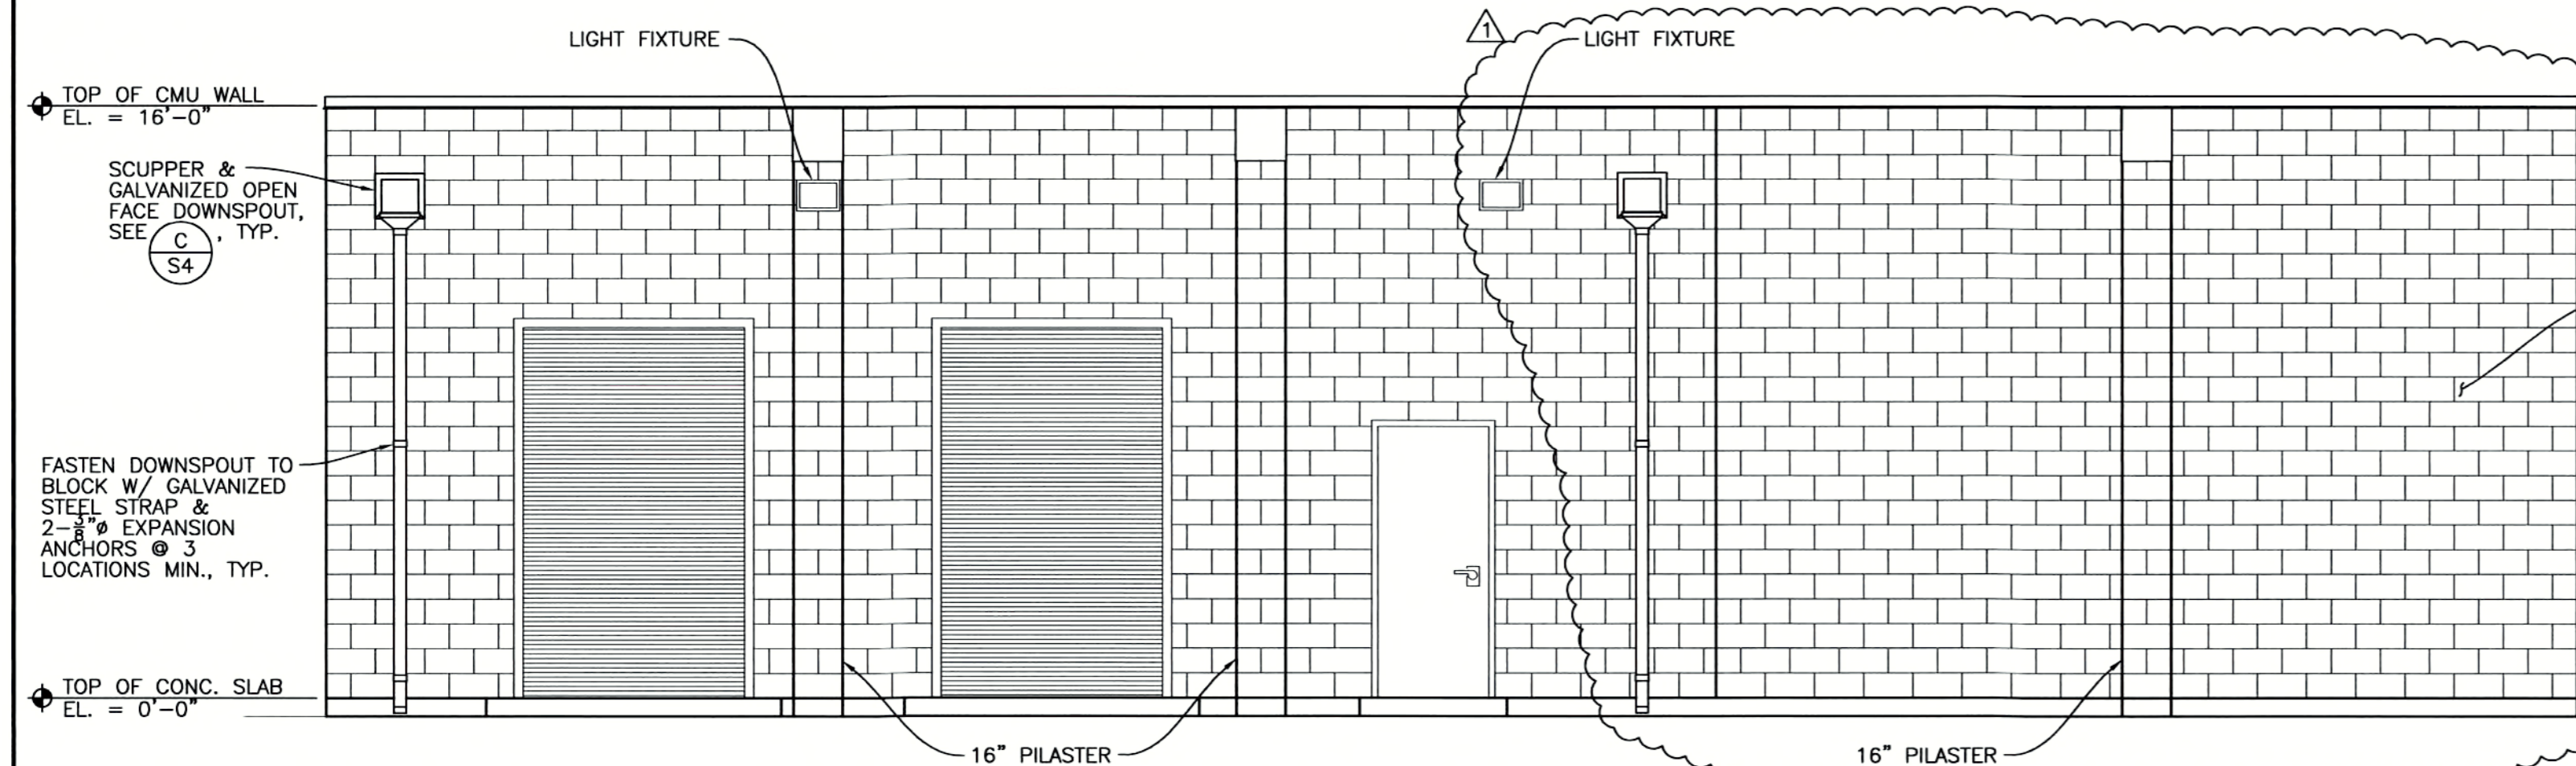 LIGHT FIXTURE
1
LIGHT FIXTURE
TOP OF CMU WALL
EL. = 16'-0"
SCUPPER &
GALVANIZED OPEN
FACE DOWNSPOUT,
SEE C , TYP.
S4
FASTEN DOWNSPOUT TO
BLOCK W/ GALVANIZED
STEEL STRAP &
2-3/8"ø EXPANSION
ANCHORS @ 3
LOCATIONS MIN., TYP.
TOP OF CONC. SLAB
EL. = 0'-0"
16" PILASTER
16" PILASTER